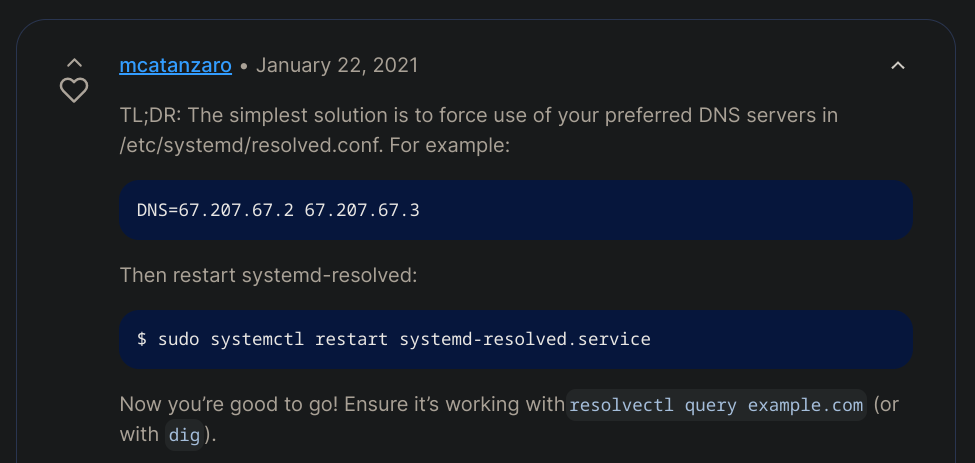 mcatanzaro • January 22, 2021
TL;DR: The simplest solution is to force use of your preferred DNS servers in
/etc/systemd/resolved.conf. For example:
DNS=67.207.67.2 67.207.67.3
Then restart systemd-resolved:
$ sudo systemctl restart systemd-resolved.service
Now you’re good to go! Ensure it’s working with resolvectl query example.com (or
with dig).